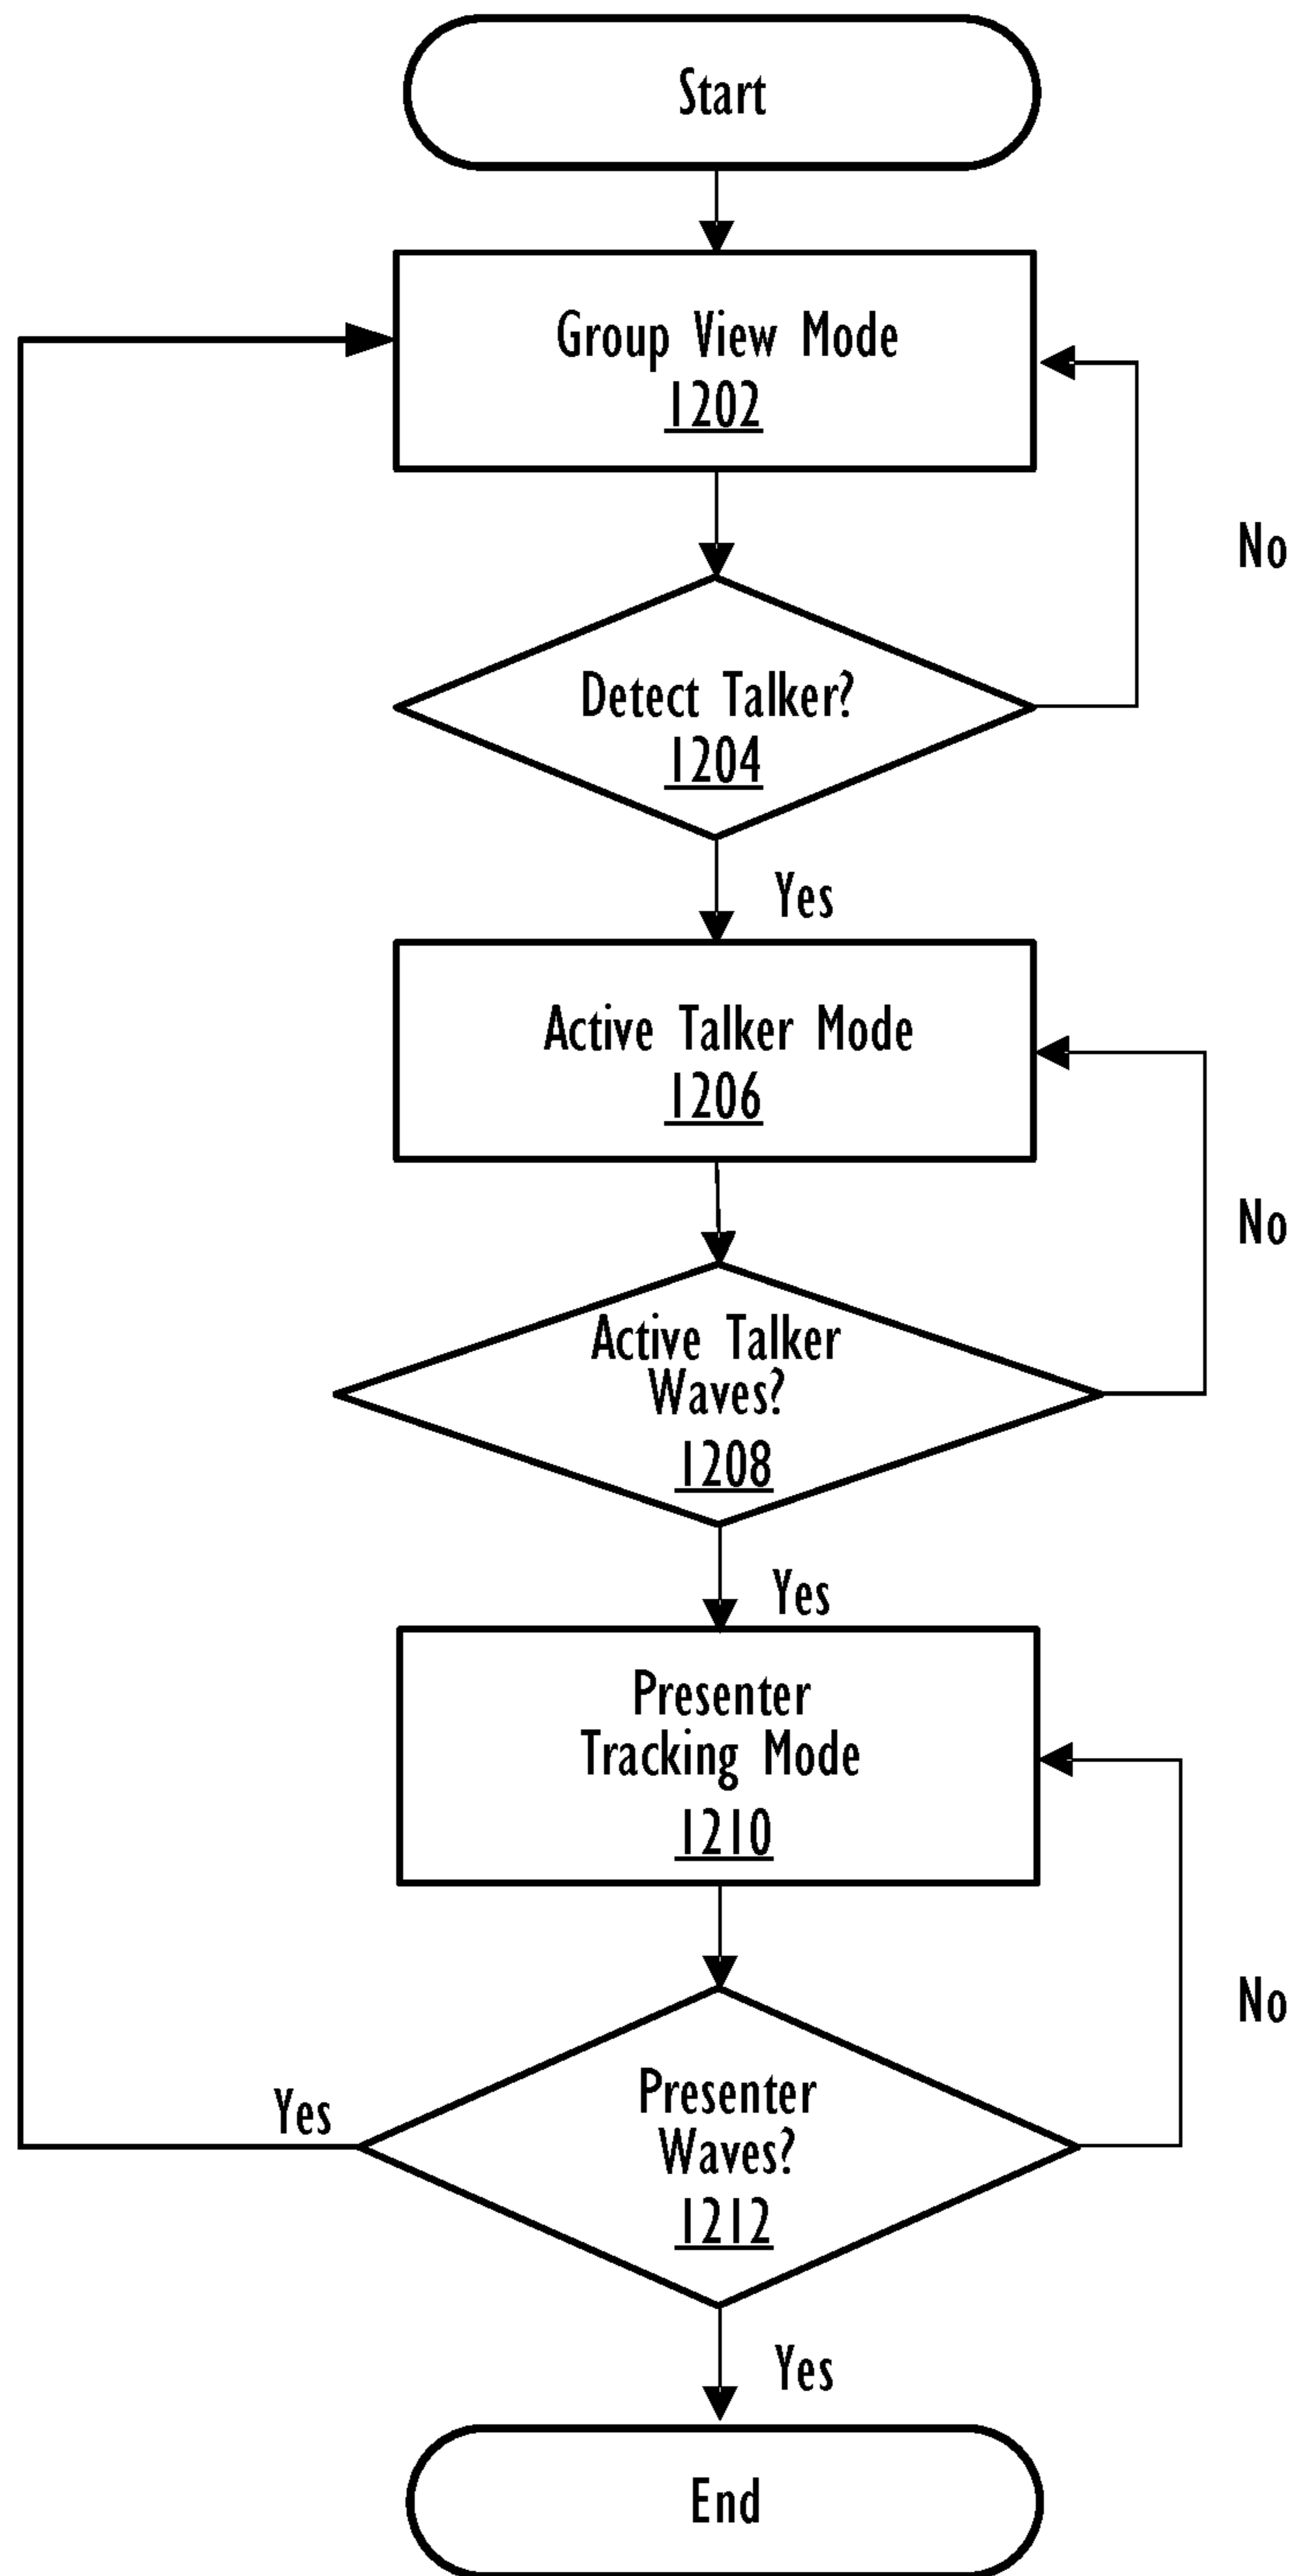 Start
Group View Mode
1202
No
Detect Talker?
1204
Yes
Active Talker Mode
1206
No
Active Talker
Waves?
1208
Yes
Presenter
Tracking Mode
1210
No
Presenter
Waves?
1212
Yes
Yes
End